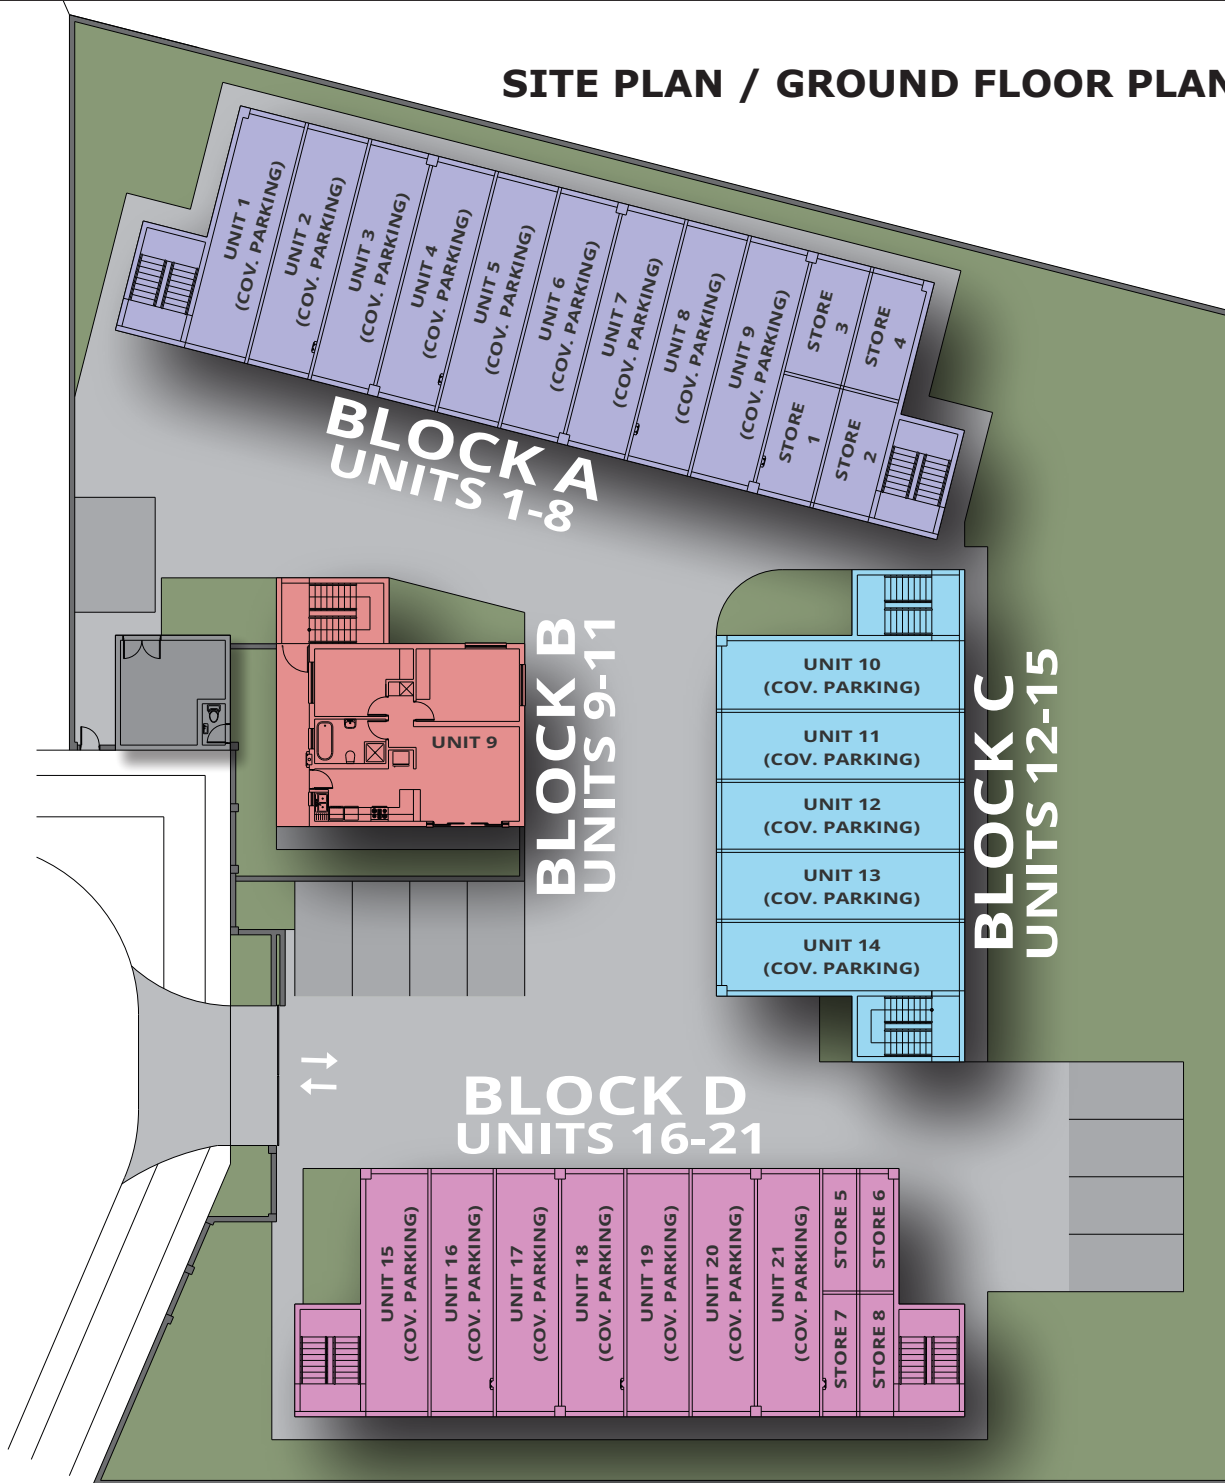 SITE PLAN / GROUND FLOOR PLAN
UNIT 1
(COV. PARKING)
UNIT 2
(COV. PARKING)
UNIT 3
(COV. PARKING)
UNIT 4
(COV. PARKING)
UNIT 5
(COV. PARKING)
UNIT 6
(COV. PARKING)
UNIT 7
(COV. PARKING)
UNIT 8
(COV. PARKING)
UNIT 9
(COV. PARKING)
STORE
3
STORE
4
STORE
1
STORE
2
BLOCK A
UNITS 1-8
UNIT 9
BLOCK B
UNITS 9-11
UNIT 10
(COV. PARKING)
UNIT 11
(COV. PARKING)
UNIT 12
(COV. PARKING)
UNIT 13
(COV. PARKING)
UNIT 14
(COV. PARKING)
BLOCK C
UNITS 12-15
BLOCK D
UNITS 16-21
UNIT 15
(COV. PARKING)
UNIT 16
(COV. PARKING)
UNIT 17
(COV. PARKING)
UNIT 18
(COV. PARKING)
UNIT 19
(COV. PARKING)
UNIT 20
(COV. PARKING)
UNIT 21
(COV. PARKING)
STORE 5
STORE 6
STORE 7
STORE 8